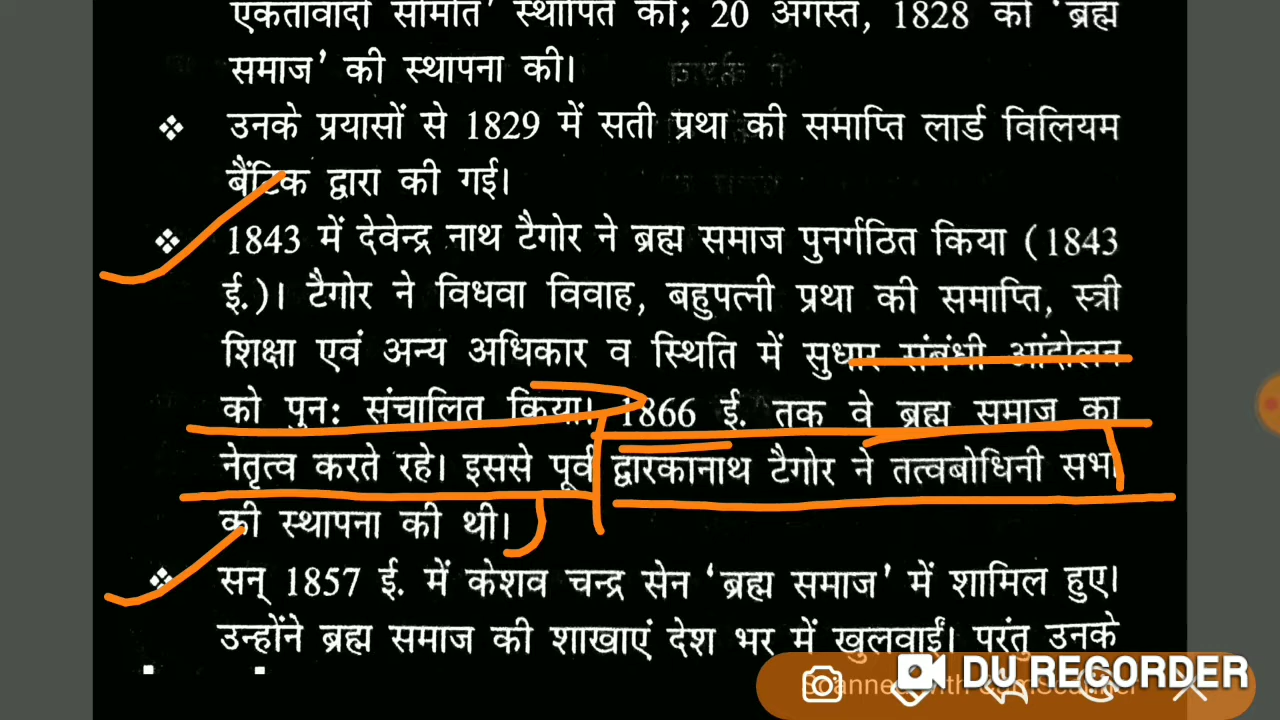 एकतावादी समिति' स्थापित की; 20 अगस्त, 1828 को 'ब्रह्म
समाज' की स्थापना की।
❖ उनके प्रयासों से 1829 में सती प्रथा की समाप्ति लार्ड विलियम
बैंटिक द्वारा की गई।
❖ 1843 में देवेन्द्र नाथ टैगोर ने ब्रह्म समाज पुनर्गठित किया (1843
ई.)। टैगोर ने विधवा विवाह, बहुपत्नी प्रथा की समाप्ति, स्त्री
शिक्षा एवं अन्य अधिकार व स्थिति में सुधार संबंधी आंदोलन
को पुनः संचालित किया। 1866 ई. तक वे ब्रह्म समाज का
नेतृत्व करते रहे। इससे पूर्व द्वारकानाथ टैगोर ने तत्वबोधिनी सभा
की स्थापना की थी।
❖ सन् 1857 ई. में केशव चन्द्र सेन 'ब्रह्म समाज' में शामिल हुए।
उन्होंने ब्रह्म समाज की शाखाएं देश भर में खुलवाईं। परंतु उनके
Scanned with CamScanner
DU RECORDER